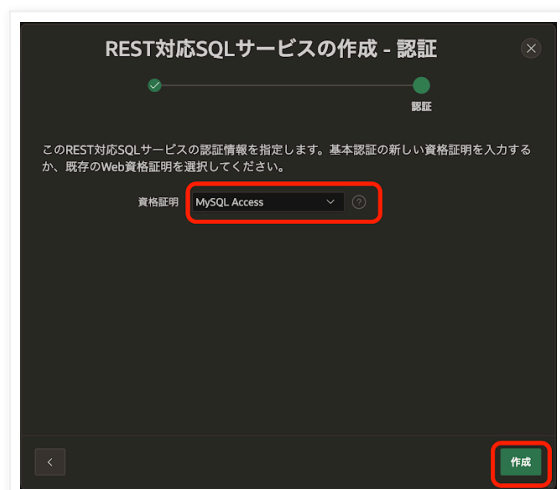 REST対応SQLサービスの作成 - 認証
認証
このREST対応SQLサービスの認証情報を指定します。基本認証の新しい資格証明を入力する
か、既存のWeb資格証明を選択してください。
資格証明 MySQL Access
作成